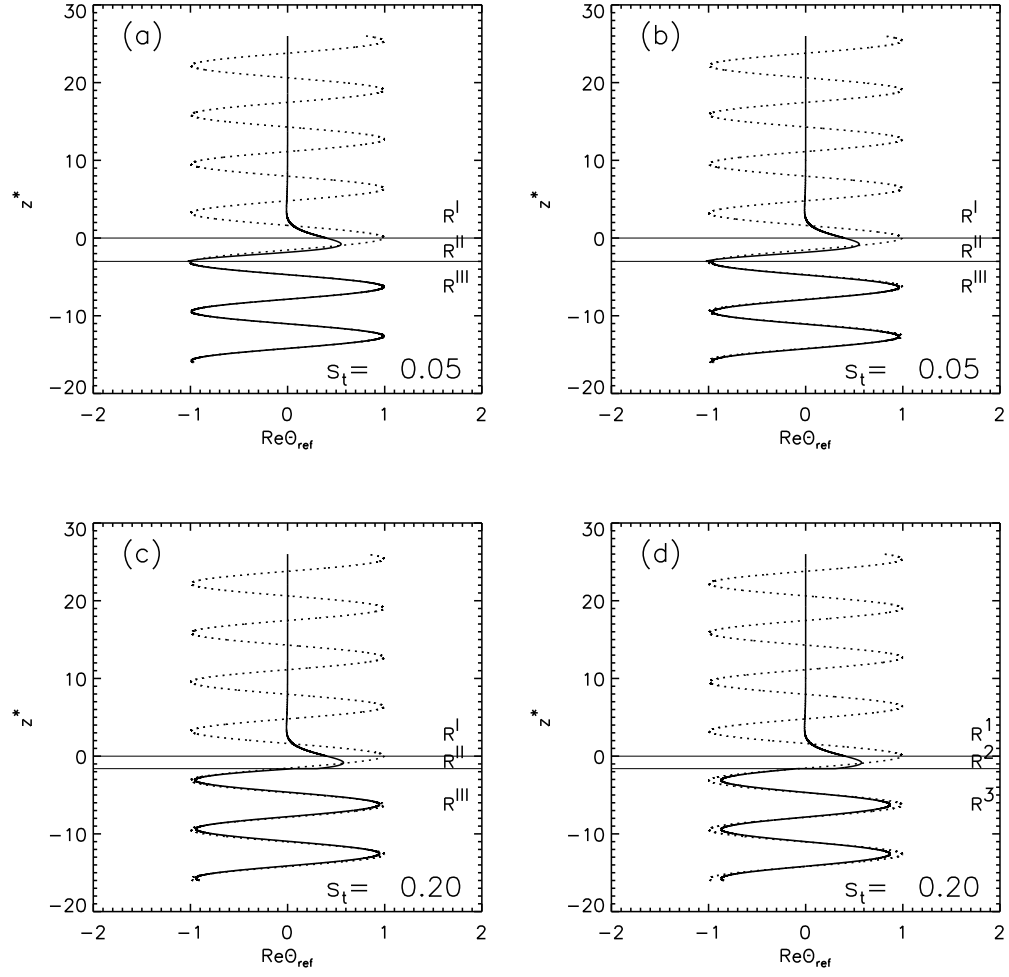 (a)
30
20
10
0
−10
−20
z*
R^I
R^II
R^III
s_t= 0.05
−2 −1 0 1 2
ReΘ_ref
(b)
30
20
10
0
−10
−20
z*
R^I
R^II
R^III
s_t= 0.05
−2 −1 0 1 2
ReΘ_ref
(c)
30
20
10
0
−10
−20
z*
R^I
R^II
R^III
s_t= 0.20
−2 −1 0 1 2
ReΘ_ref
(d)
30
20
10
0
−10
−20
z*
R^1
R^2
R^3
s_t= 0.20
−2 −1 0 1 2
ReΘ_ref